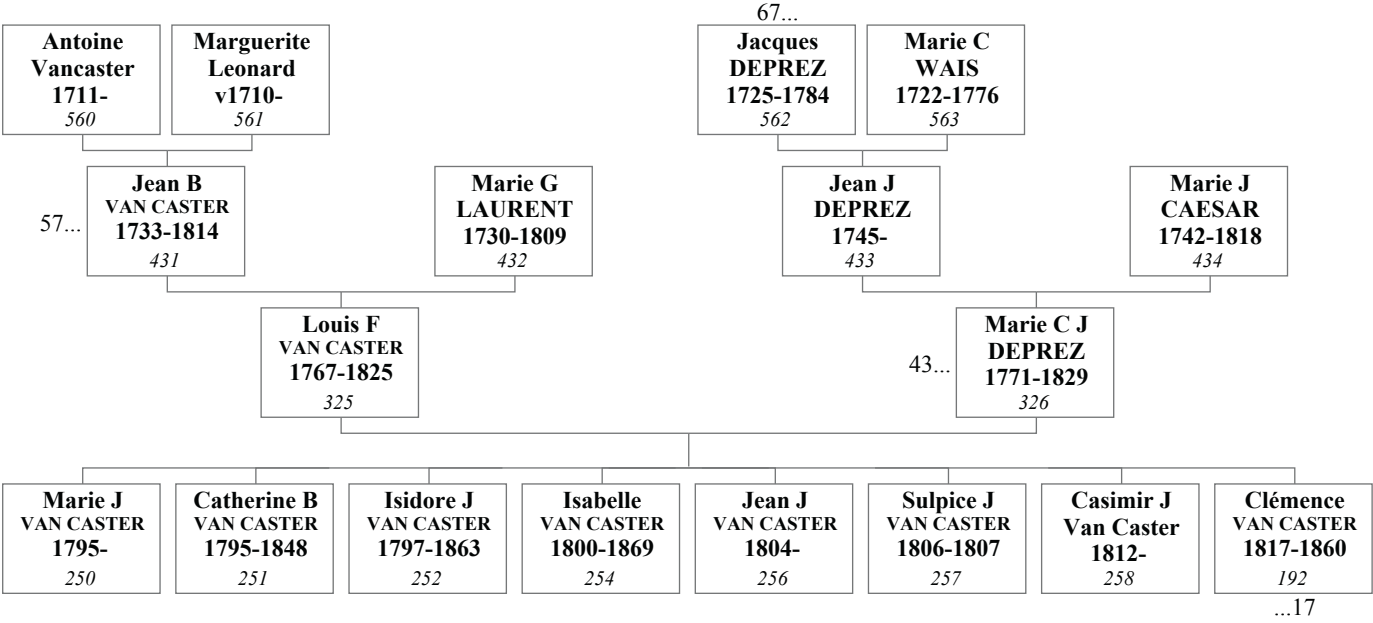 67...
Antoine
Vancaster
1711-
560
Marguerite
Leonard
v1710-
561
Jacques
DEPREZ
1725-1784
562
Marie C
WAIS
1722-1776
563
57...
Jean B
VAN CASTER
1733-1814
431
Marie G
LAURENT
1730-1809
432
Jean J
DEPREZ
1745-
433
Marie J
CAESAR
1742-1818
434
Louis F
VAN CASTER
1767-1825
325
43...
Marie C J
DEPREZ
1771-1829
326
Marie J
VAN CASTER
1795-
250
Catherine B
VAN CASTER
1795-1848
251
Isidore J
VAN CASTER
1797-1863
252
Isabelle
VAN CASTER
1800-1869
254
Jean J
VAN CASTER
1804-
256
Sulpice J
VAN CASTER
1806-1807
257
Casimir J
Van Caster
1812-
258
Clémence
VAN CASTER
1817-1860
192
...17